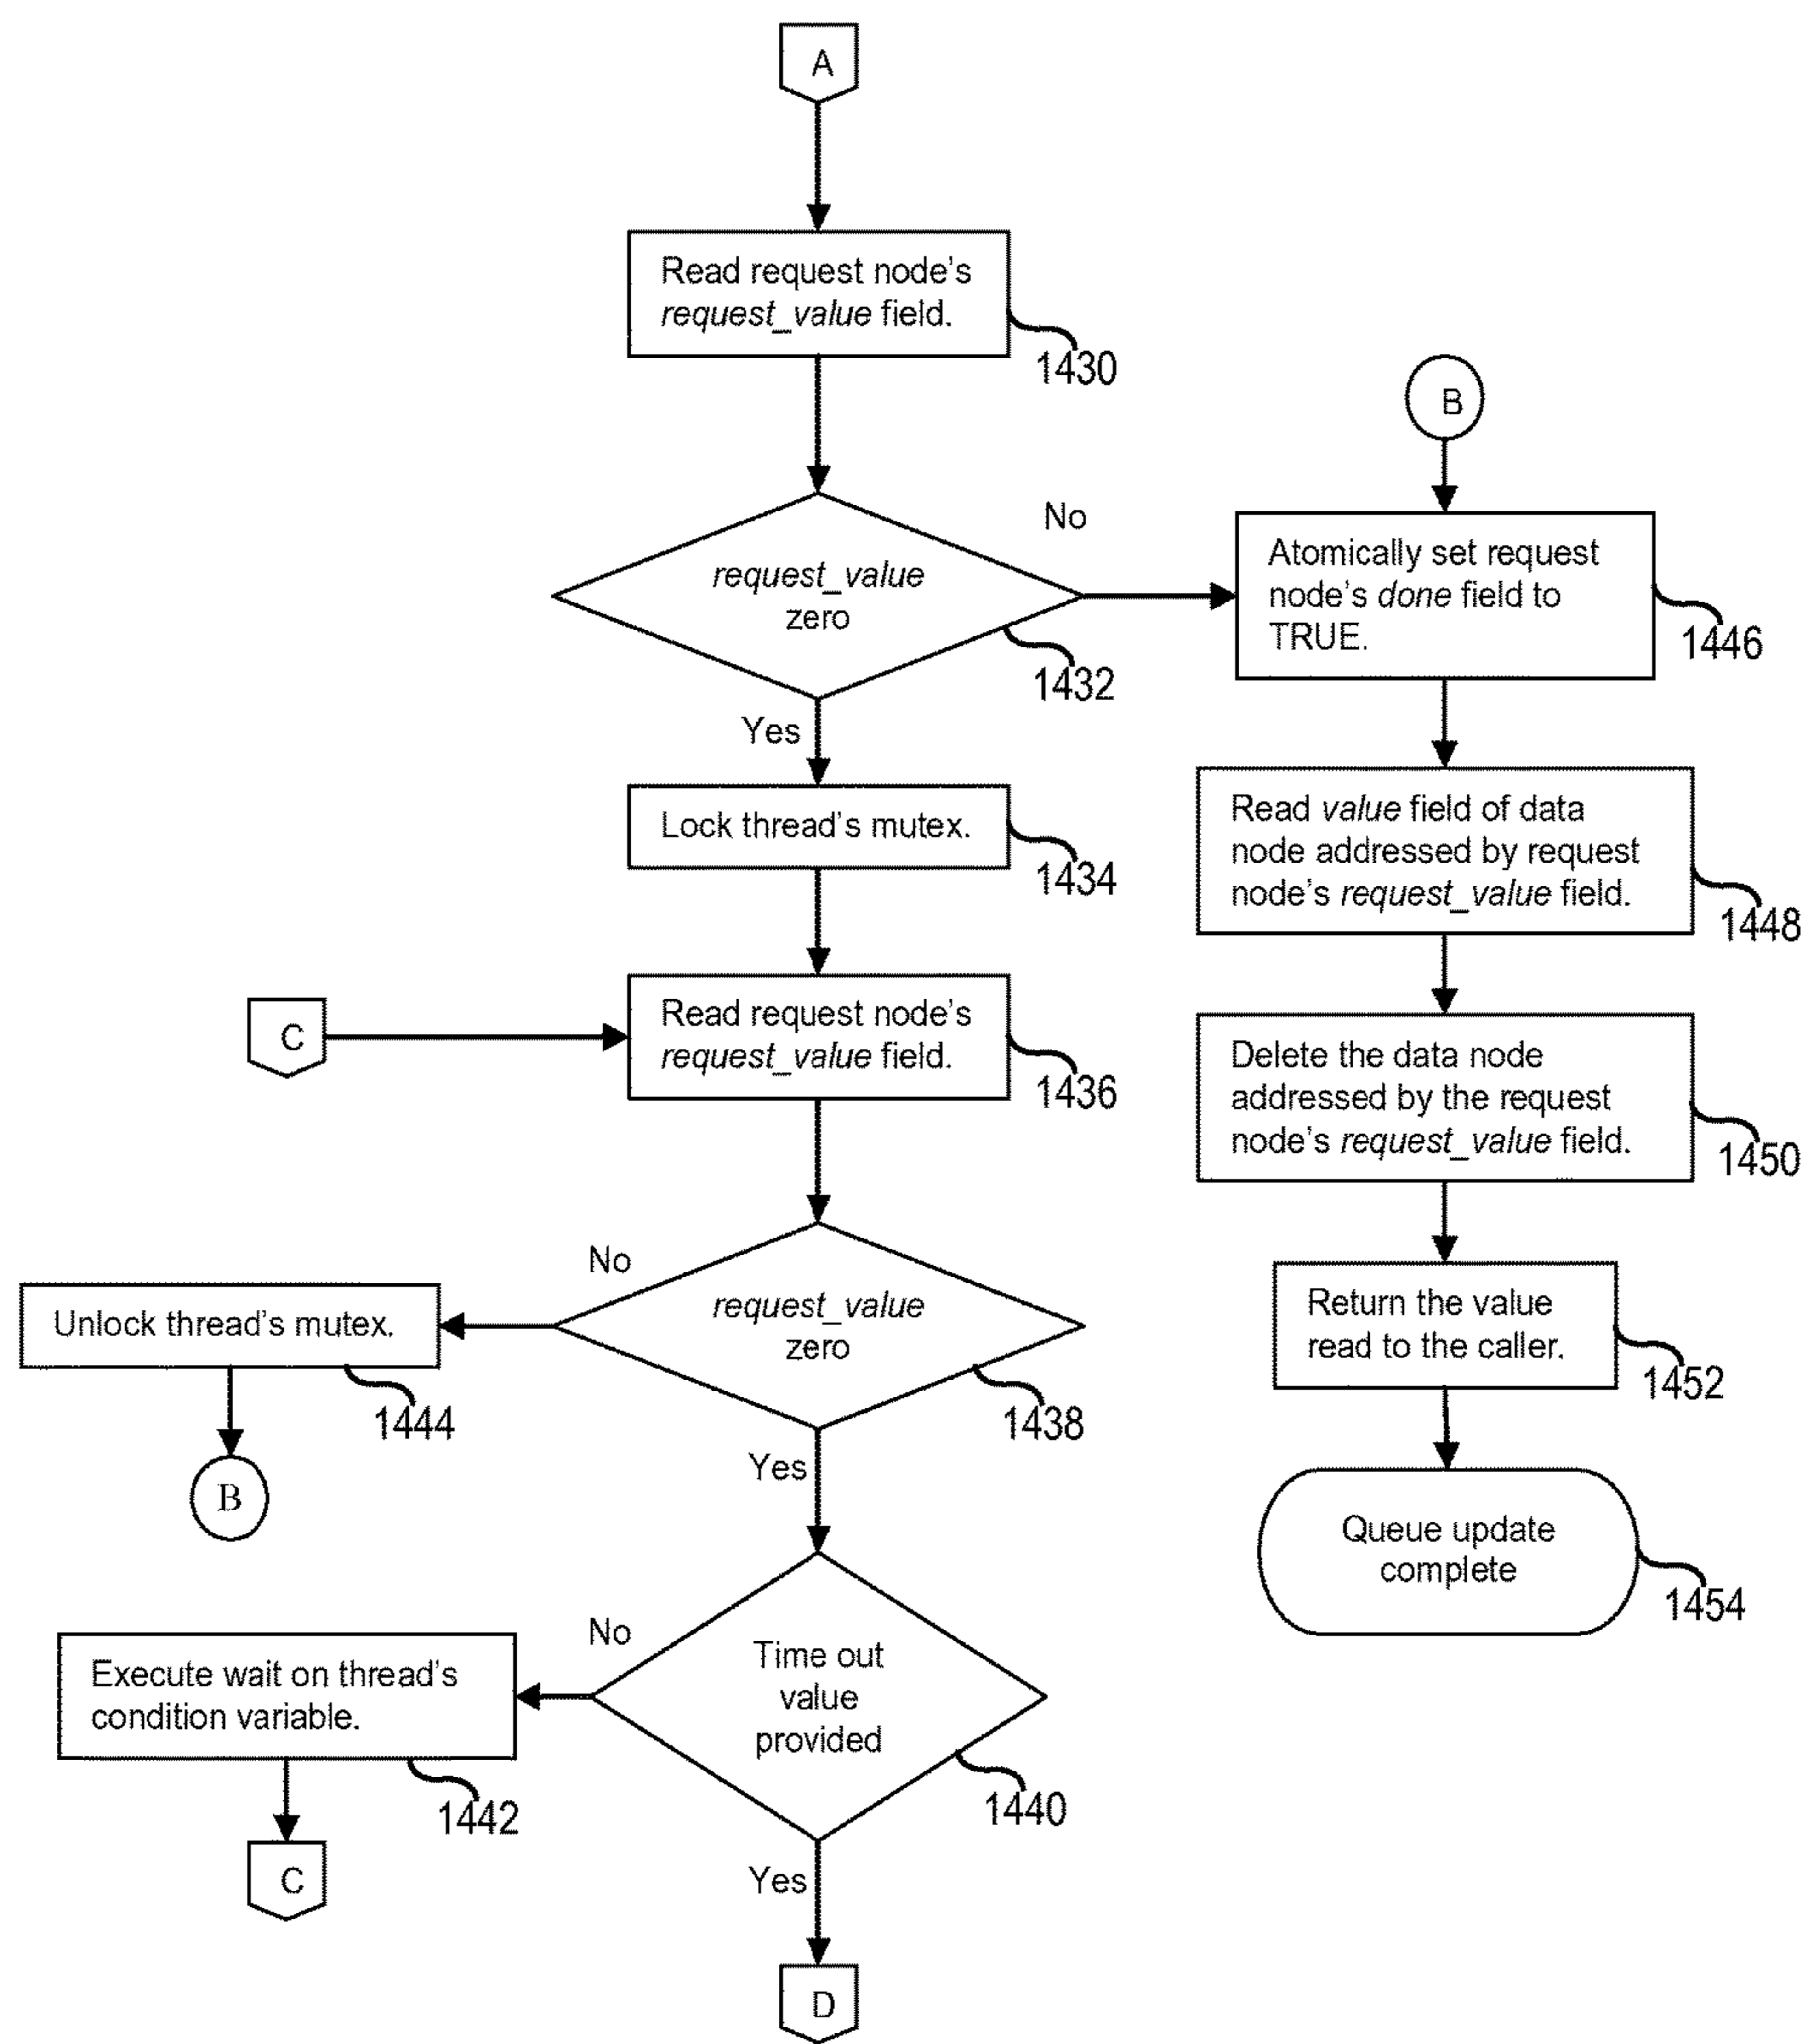 A
Read request node's
request_value field.
1430
B
No
request_value
zero
1432
Atomically set request
node's done field to
TRUE.
1446
Yes
Lock thread's mutex.
1434
Read value field of data
node addressed by request
node's request_value field.
1448
C
Read request node's
request_value field.
1436
Delete the data node
addressed by the request
node's request_value field.
1450
No
request_value
zero
1438
Unlock thread's mutex.
1444
B
Return the value
read to the caller.
1452
Yes
Queue update
complete
1454
No
Time out
value
provided
1440
Execute wait on thread's
condition variable.
1442
C
Yes
D